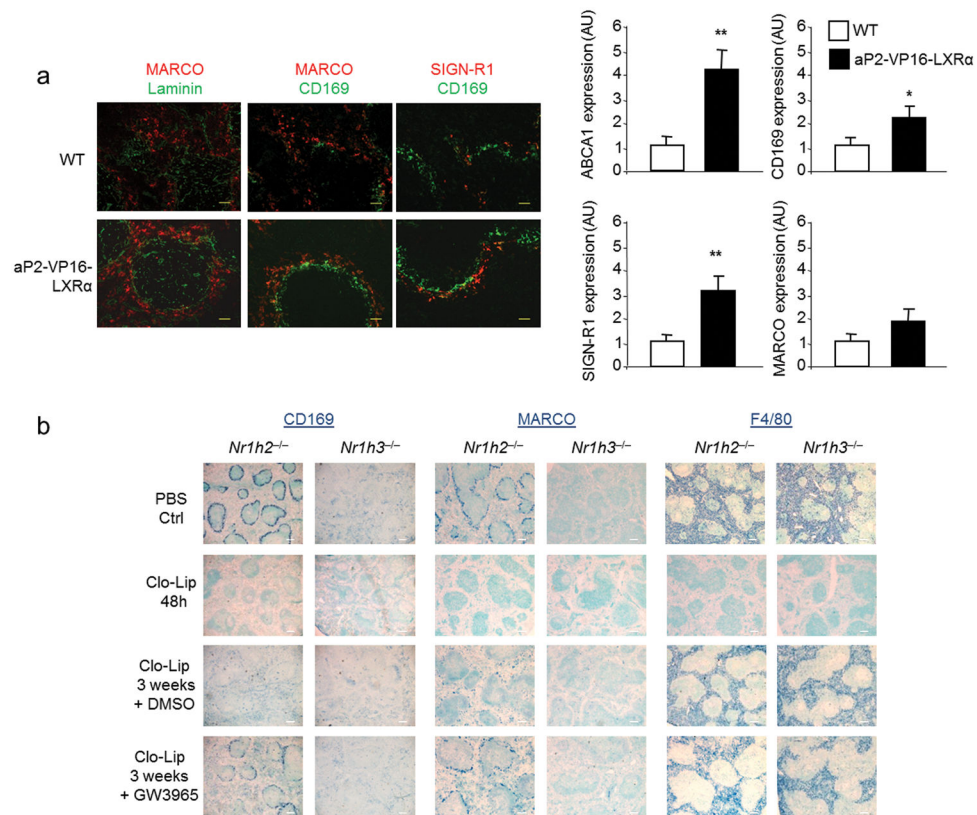 a
MARCO
Laminin
MARCO
CD169
SIGN-R1
CD169
WT
aP2-VP16-
LXRα
ABCA1 expression (AU)
6
5
4
3
2
1
0
**
CD169 expression (AU)
6
5
4
3
2
1
0
*
WT
aP2-VP16-LXRα
SIGN-R1 expression (AU)
6
5
4
3
2
1
0
**
MARCO expression (AU)
6
5
4
3
2
1
0
b
CD169
MARCO
F4/80
Nr1h2–/–
Nr1h3–/–
Nr1h2–/–
Nr1h3–/–
Nr1h2–/–
Nr1h3–/–
PBS
Ctrl
Clo-Lip
48h
Clo-Lip
3 weeks
+ DMSO
Clo-Lip
3 weeks
+ GW3965